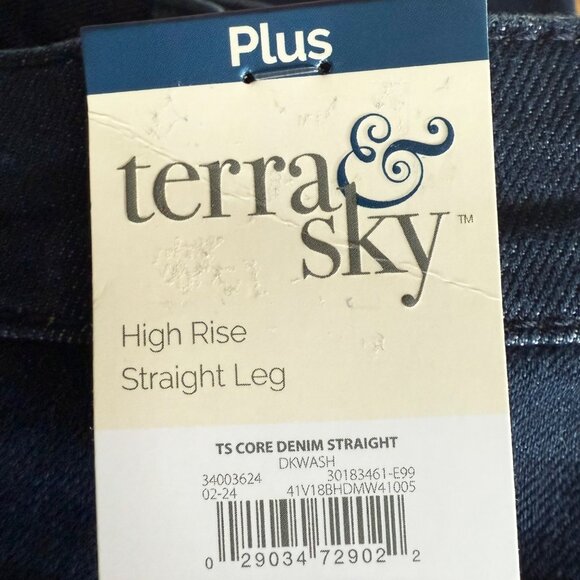 Plus
terra &
sky™
High Rise
Straight Leg
TS CORE DENIM STRAIGHT
DKWASH
34003624 30183461-E99
02-24 41V18BHDMW41005
0 29034 72902 2